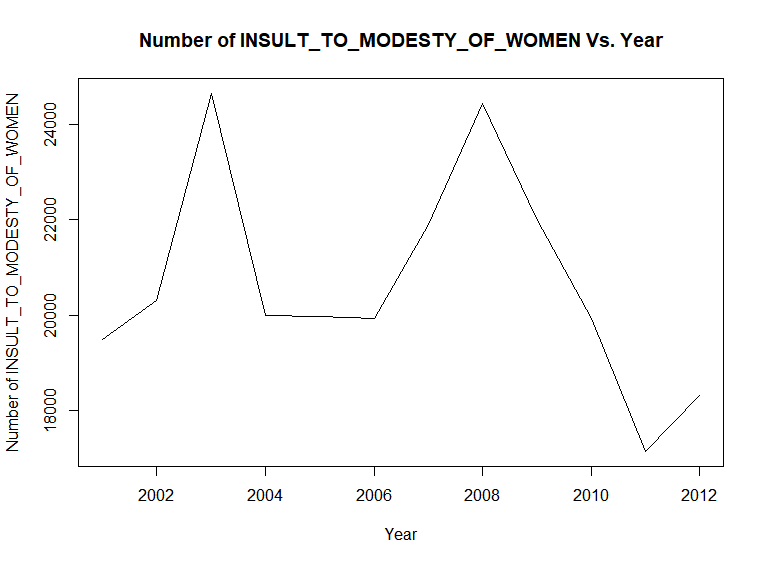 Number of INSULT_TO_MODESTY_OF_WOMEN Vs. Year
Number of INSULT_TO_MODESTY_OF_WOMEN
24000
22000
20000
18000
2002 2004 2006 2008 2010 2012
Year